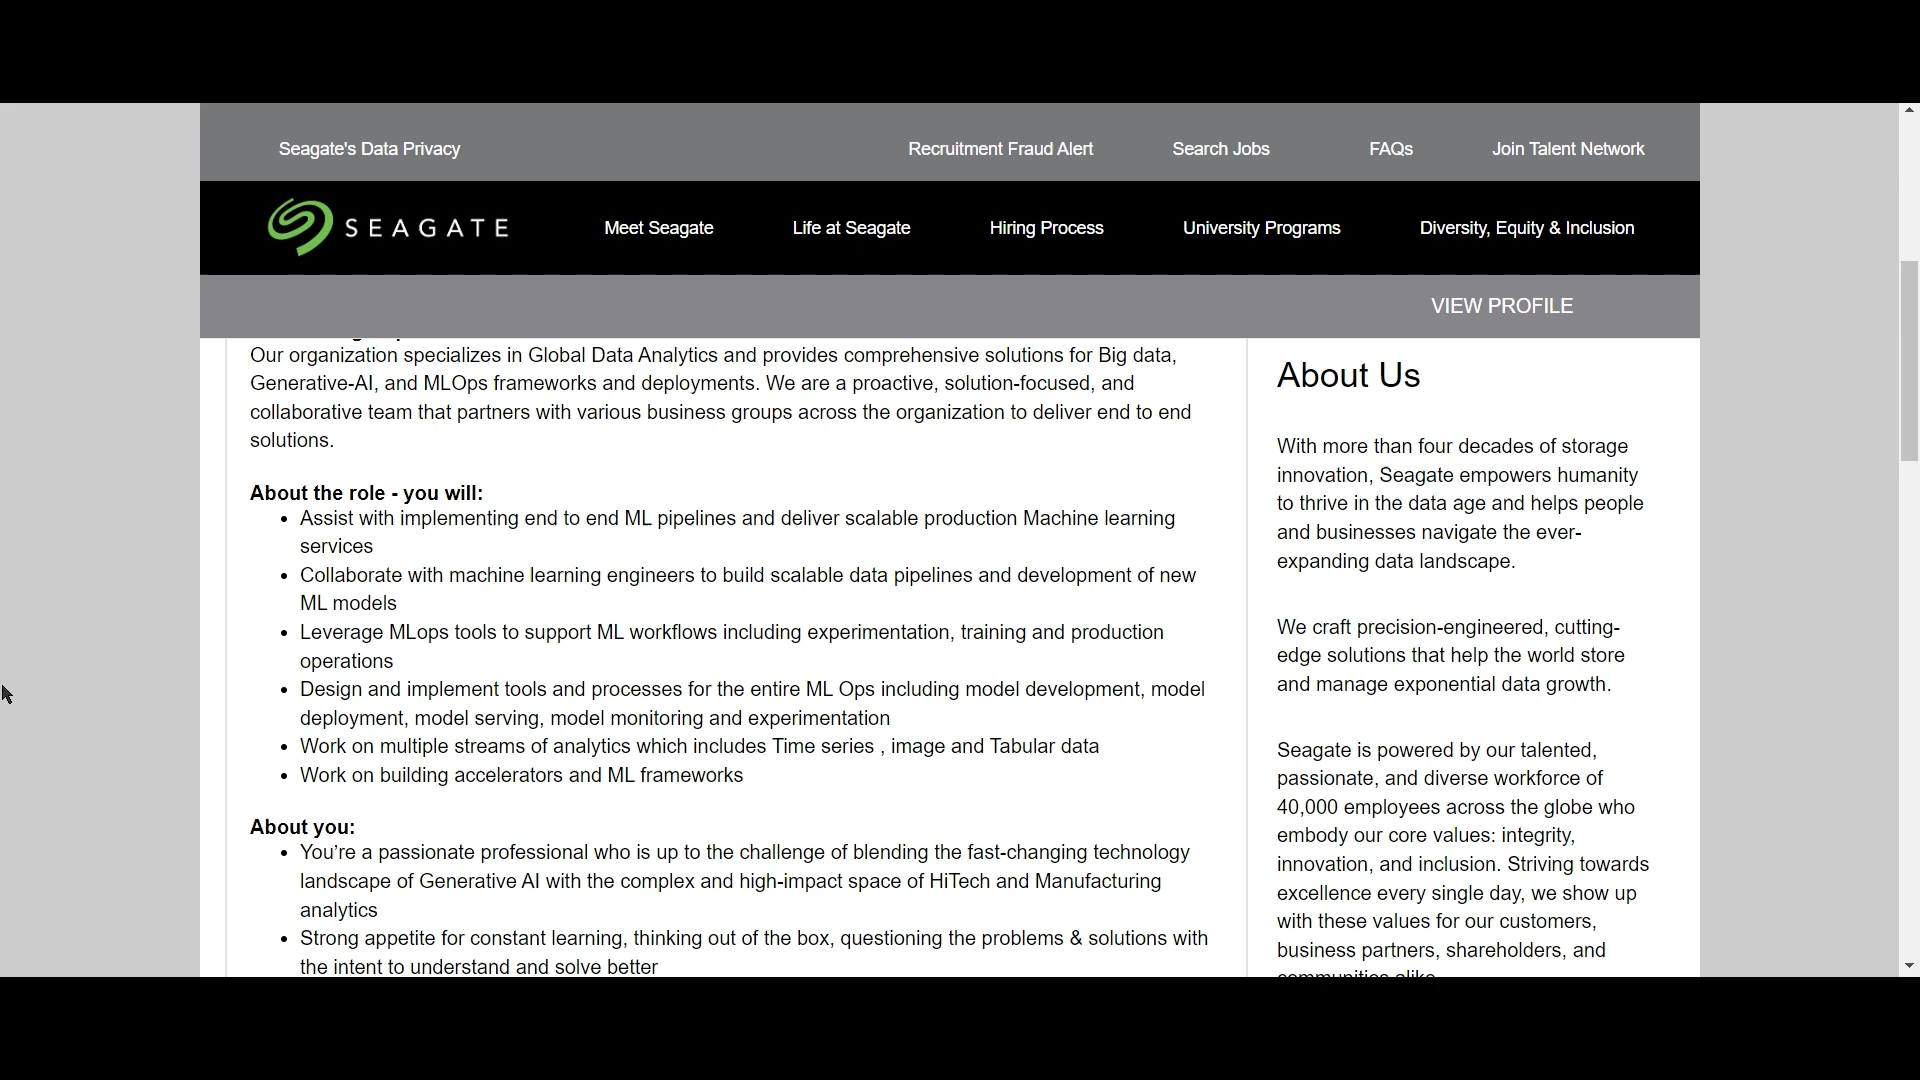 Seagate's Data Privacy
Recruitment Fraud Alert
Search Jobs
FAQs
Join Talent Network
SEAGATE
Meet Seagate
Life at Seagate
Hiring Process
University Programs
Diversity, Equity & Inclusion
VIEW PROFILE
Our organization specializes in Global Data Analytics and provides comprehensive solutions for Big data,
Generative-AI, and MLOps frameworks and deployments. We are a proactive, solution-focused, and
collaborative team that partners with various business groups across the organization to deliver end to end
solutions.
About the role - you will:
• Assist with implementing end to end ML pipelines and deliver scalable production Machine learning
services
• Collaborate with machine learning engineers to build scalable data pipelines and development of new
ML models
• Leverage MLops tools to support ML workflows including experimentation, training and production
operations
• Design and implement tools and processes for the entire ML Ops including model development, model
deployment, model serving, model monitoring and experimentation
• Work on multiple streams of analytics which includes Time series , image and Tabular data
• Work on building accelerators and ML frameworks
About you:
• You’re a passionate professional who is up to the challenge of blending the fast-changing technology
landscape of Generative AI with the complex and high-impact space of HiTech and Manufacturing
analytics
• Strong appetite for constant learning, thinking out of the box, questioning the problems & solutions with
the intent to understand and solve better
About Us
With more than four decades of storage
innovation, Seagate empowers humanity
to thrive in the data age and helps people
and businesses navigate the ever-
expanding data landscape.
We craft precision-engineered, cutting-
edge solutions that help the world store
and manage exponential data growth.
Seagate is powered by our talented,
passionate, and diverse workforce of
40,000 employees across the globe who
embody our core values: integrity,
innovation, and inclusion. Striving towards
excellence every single day, we show up
with these values for our customers,
business partners, shareholders, and
communities alike.